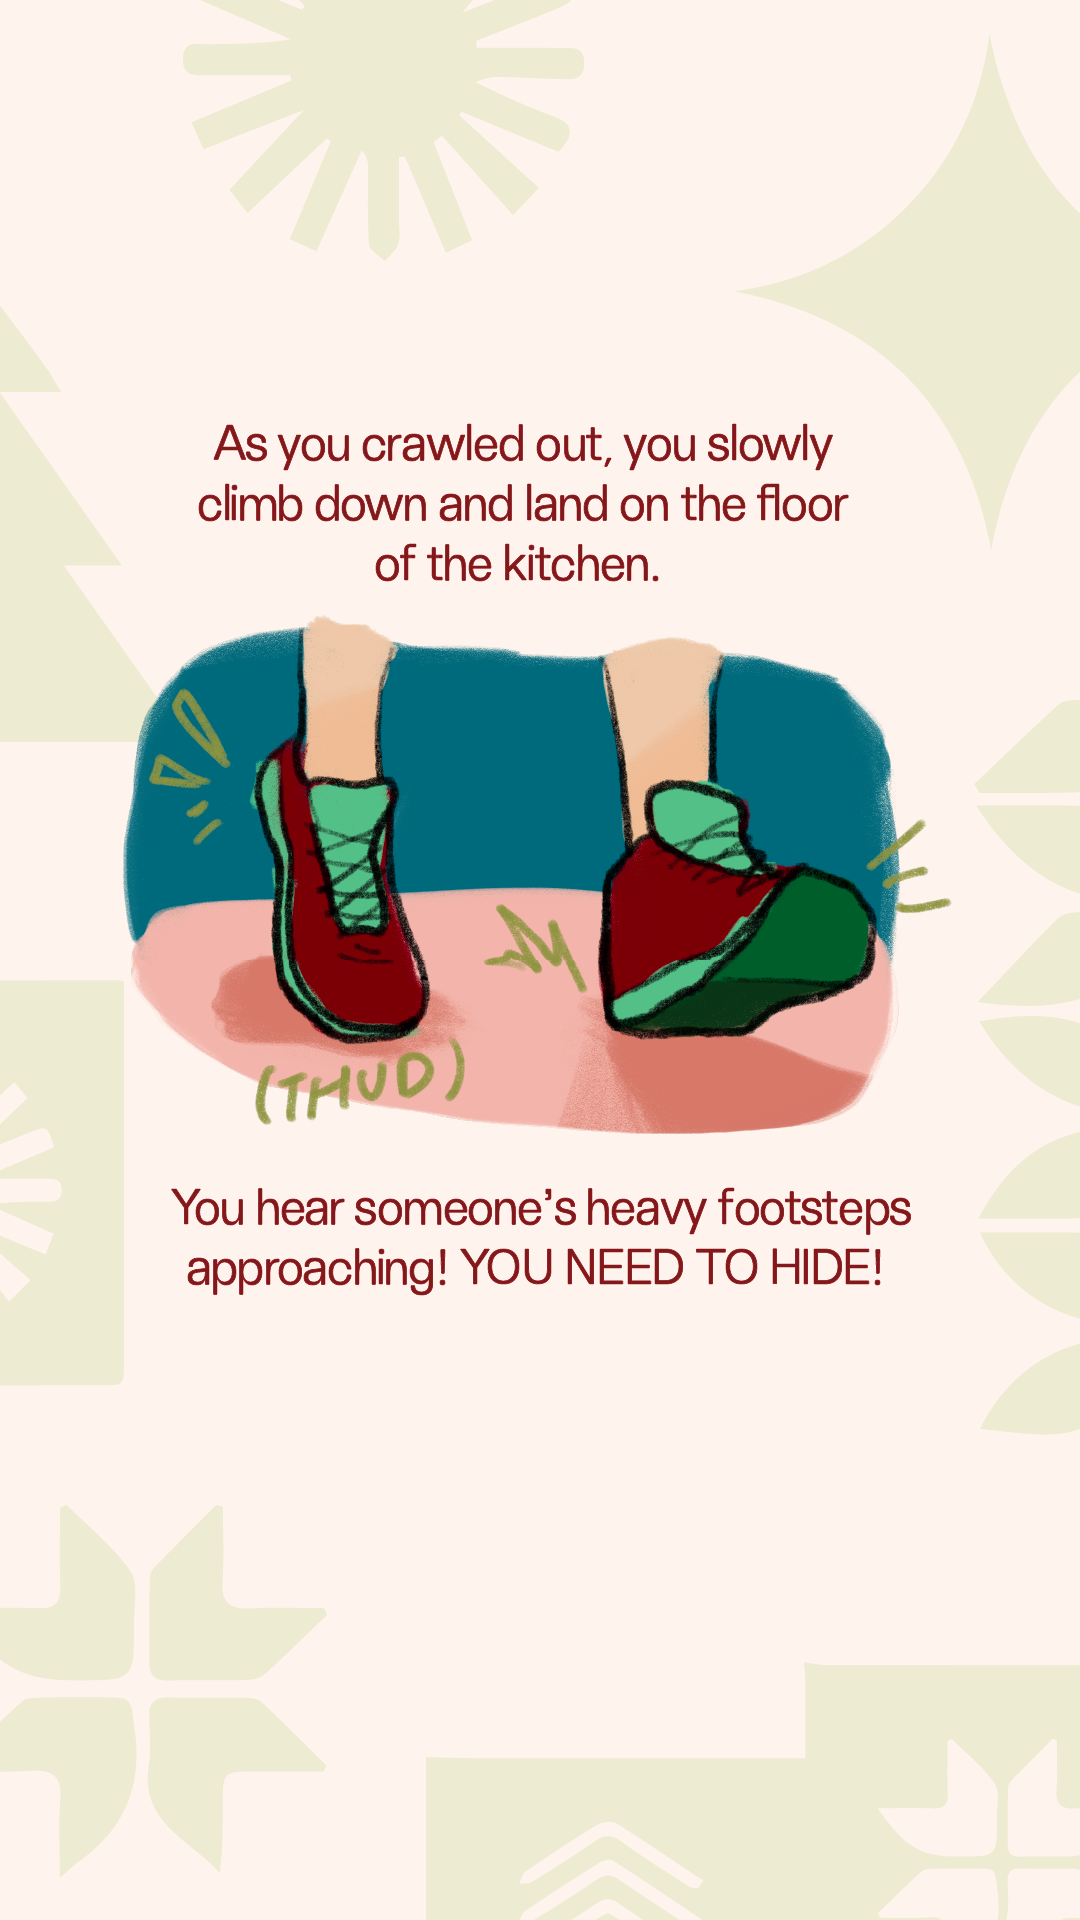 As you crawled out, you slowly
climb down and land on the floor
of the kitchen.
(THUD)
You hear someone’s heavy footsteps
approaching! YOU NEED TO HIDE!